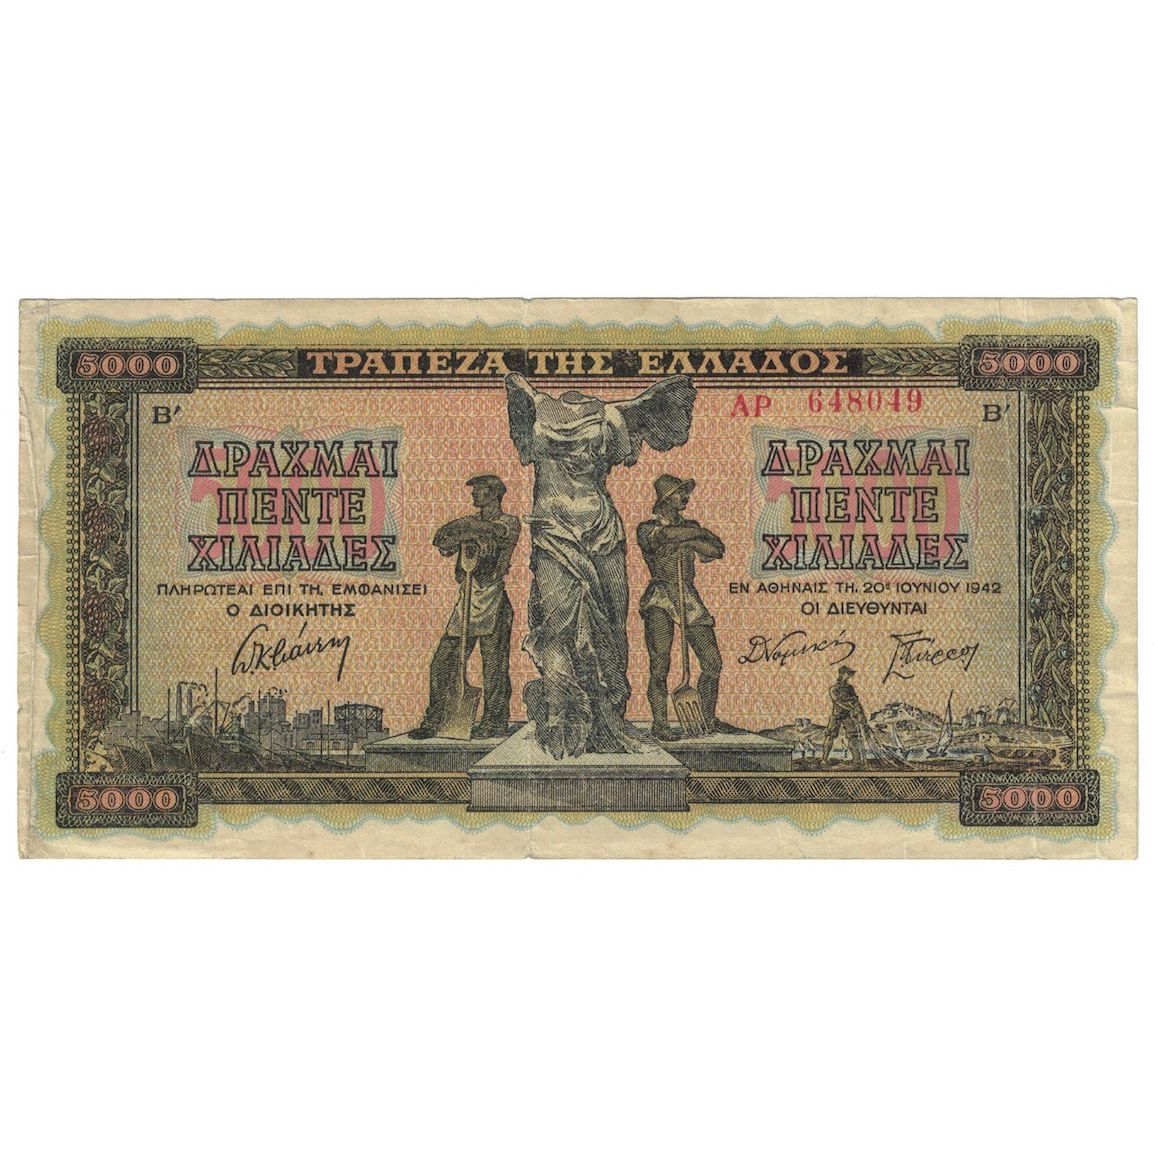 5000 ΤΡΑΠΕΖΑ ΤΗΣ ΕΛΛΑΔΟΣ 5000
Β′ ΑΡ 648049 Β′
ΔΡΑΧΜΑΙ
ΠΕΝΤΕ
ΧΙΛΙΑΔΕΣ
ΠΛΗΡΩΤΕΑΙ ΕΠΙ ΤΗ, ΕΜΦΑΝΙΣΕΙ
Ο ΔΙΟΙΚΗΤΗΣ
ΔΡΑΧΜΑΙ
ΠΕΝΤΕ
ΧΙΛΙΑΔΕΣ
ΕΝ ΑΘΗΝΑΙΣ ΤΗ, 20ῃ ΙΟΥΝΙΟΥ 1942
ΟΙ ΔΙΕΥΘΥΝΤΑΙ
5000 5000